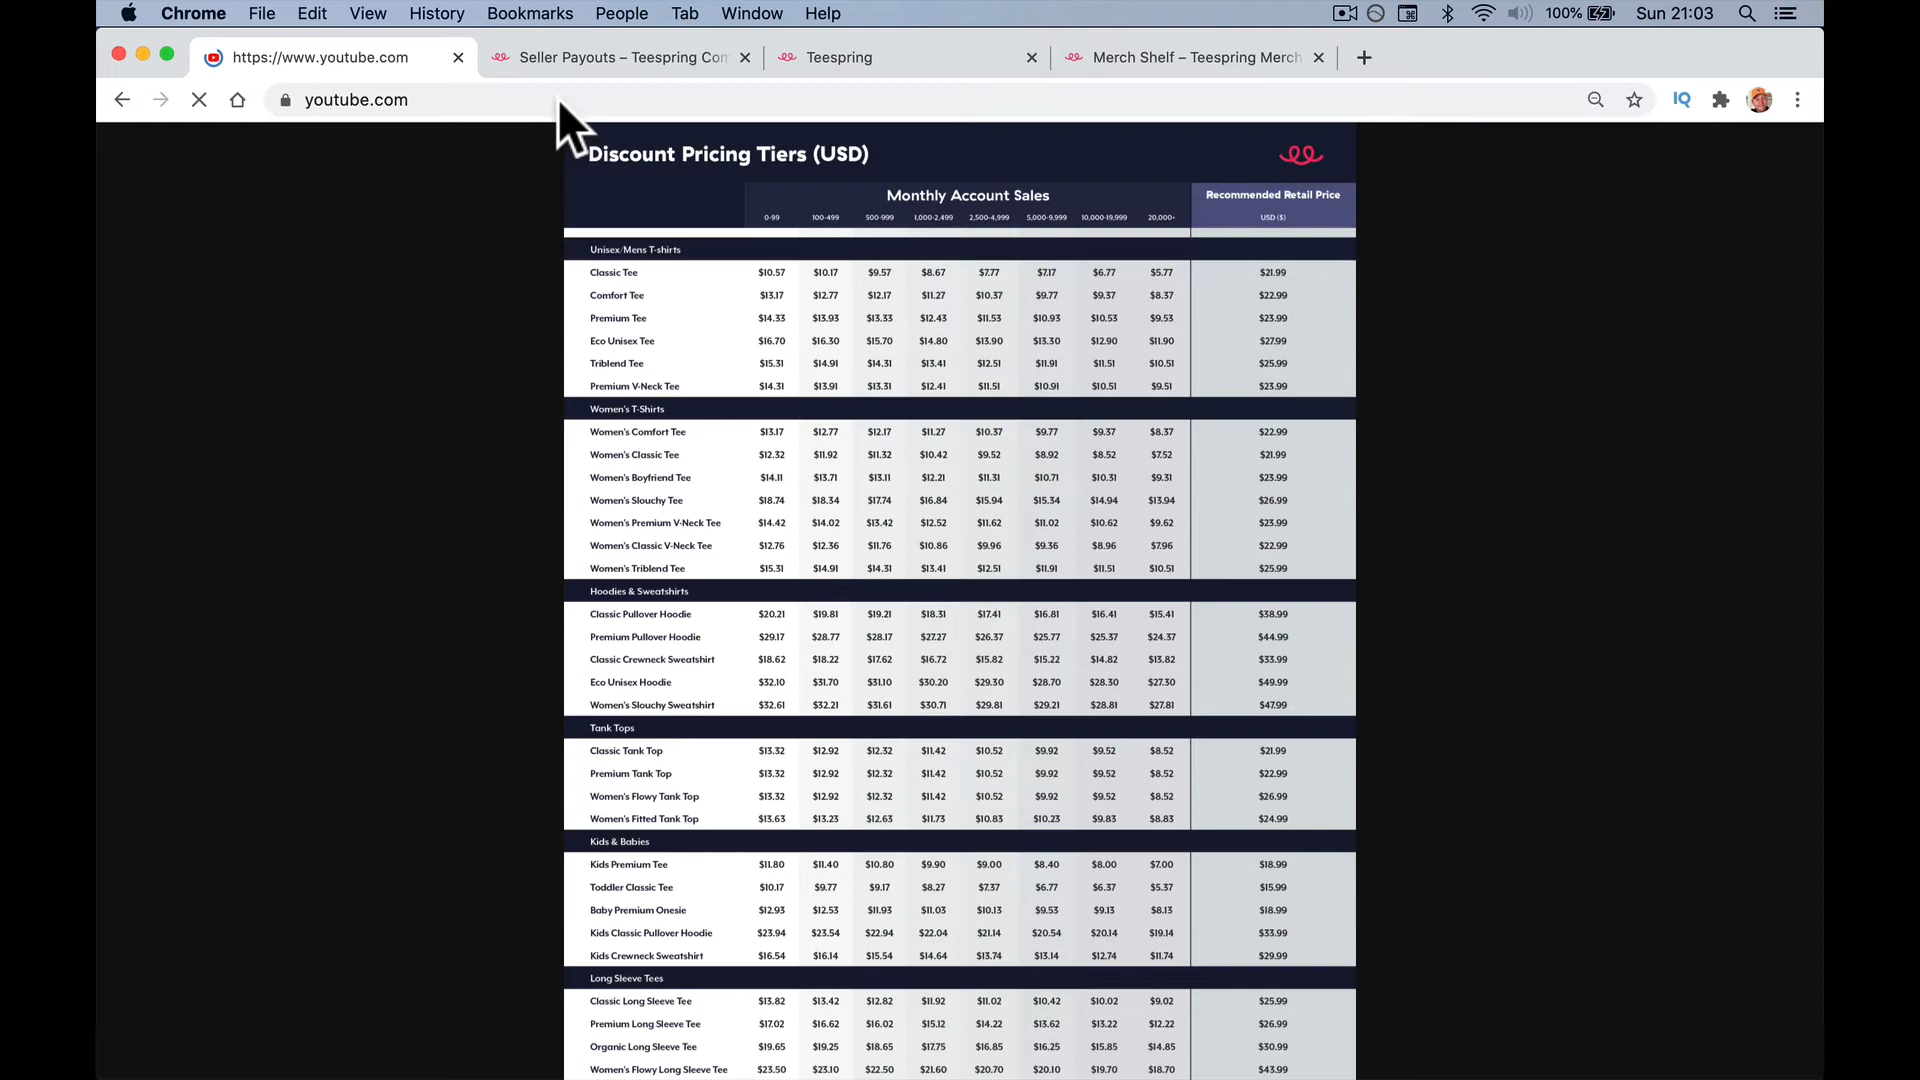 Chrome File Edit View History Bookmarks People Tab Window Help 100% Sun 21:03
https://www.youtube.com Seller Payouts – Teespring Com Teespring Merch Shelf – Teespring Merch
youtube.com IQ
Discount Pricing Tiers (USD)
Monthly Account Sales Recommended Retail Price
0-99 100-499 500-999 1,000-2,499 2,500-4,999 5,000-9,999 10,000-19,999 20,000+ USD ($)
Unisex/Mens T-shirts
Classic Tee $10.57 $10.17 $9.57 $8.67 $7.77 $7.17 $6.77 $5.77 $21.99
Comfort Tee $13.17 $12.77 $12.17 $11.27 $10.37 $9.77 $9.37 $8.37 $22.99
Premium Tee $14.33 $13.93 $13.33 $12.43 $11.53 $10.93 $10.53 $9.53 $23.99
Eco Unisex Tee $16.70 $16.30 $15.70 $14.80 $13.90 $13.30 $12.90 $11.90 $27.99
Triblend Tee $15.31 $14.91 $14.31 $13.41 $12.51 $11.91 $11.51 $10.51 $25.99
Premium V-Neck Tee $14.31 $13.91 $13.31 $12.41 $11.51 $10.91 $10.51 $9.51 $23.99
Women's T-Shirts
Women's Comfort Tee $13.17 $12.77 $12.17 $11.27 $10.37 $9.77 $9.37 $8.37 $22.99
Women's Classic Tee $12.32 $11.92 $11.32 $10.42 $9.52 $8.92 $8.52 $7.52 $21.99
Women's Boyfriend Tee $14.11 $13.71 $13.11 $12.21 $11.31 $10.71 $10.31 $9.31 $23.99
Women's Slouchy Tee $18.74 $18.34 $17.74 $16.84 $15.94 $15.34 $14.94 $13.94 $26.99
Women's Premium V-Neck Tee $14.42 $14.02 $13.42 $12.52 $11.62 $11.02 $10.62 $9.62 $23.99
Women's Classic V-Neck Tee $12.76 $12.36 $11.76 $10.86 $9.96 $9.36 $8.96 $7.96 $22.99
Women's Triblend Tee $15.31 $14.91 $14.31 $13.41 $12.51 $11.91 $11.51 $10.51 $25.99
Hoodies & Sweatshirts
Classic Pullover Hoodie $20.21 $19.81 $19.21 $18.31 $17.41 $16.81 $16.41 $15.41 $38.99
Premium Pullover Hoodie $29.17 $28.77 $28.17 $27.27 $26.37 $25.77 $25.37 $24.37 $44.99
Classic Crewneck Sweatshirt $18.62 $18.22 $17.62 $16.72 $15.82 $15.22 $14.82 $13.82 $33.99
Eco Unisex Hoodie $32.10 $31.70 $31.10 $30.20 $29.30 $28.70 $28.30 $27.30 $49.99
Women's Slouchy Sweatshirt $32.61 $32.21 $31.61 $30.71 $29.81 $29.21 $28.81 $27.81 $47.99
Tank Tops
Classic Tank Top $13.32 $12.92 $12.32 $11.42 $10.52 $9.92 $9.52 $8.52 $21.99
Premium Tank Top $13.32 $12.92 $12.32 $11.42 $10.52 $9.92 $9.52 $8.52 $22.99
Women's Flowy Tank Top $13.32 $12.92 $12.32 $11.42 $10.52 $9.92 $9.52 $8.52 $26.99
Women's Fitted Tank Top $13.63 $13.23 $12.63 $11.73 $10.83 $10.23 $9.83 $8.83 $24.99
Kids & Babies
Kids Premium Tee $11.80 $11.40 $10.80 $9.90 $9.00 $8.40 $8.00 $7.00 $18.99
Toddler Classic Tee $10.17 $9.77 $9.17 $8.27 $7.37 $6.77 $6.37 $5.37 $15.99
Baby Premium Onesie $12.93 $12.53 $11.93 $11.03 $10.13 $9.53 $9.13 $8.13 $18.99
Kids Classic Pullover Hoodie $23.94 $23.54 $22.94 $22.04 $21.14 $20.54 $20.14 $19.14 $33.99
Kids Crewneck Sweatshirt $16.54 $16.14 $15.54 $14.64 $13.74 $13.14 $12.74 $11.74 $29.99
Long Sleeve Tees
Classic Long Sleeve Tee $13.82 $13.42 $12.82 $11.92 $11.02 $10.42 $10.02 $9.02 $25.99
Premium Long Sleeve Tee $17.02 $16.62 $16.02 $15.12 $14.22 $13.62 $13.22 $12.22 $26.99
Organic Long Sleeve Tee $19.65 $19.25 $18.65 $17.75 $16.85 $16.25 $15.85 $14.85 $30.99
Women's Flowy Long Sleeve Tee $23.50 $23.10 $22.50 $21.60 $20.70 $20.10 $19.70 $18.70 $43.99